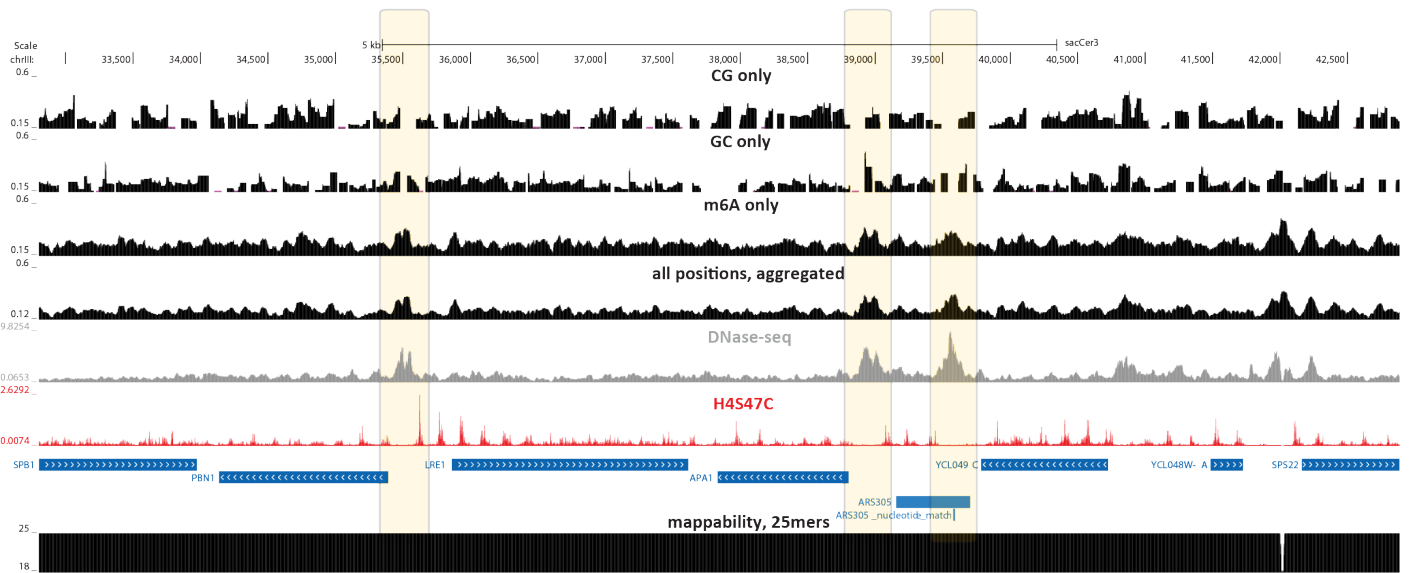 5 kb sacCer3
Scale
chrIII: 33,500 34,000 34,500 35,000 35,500 36,000 36,500 37,000 37,500 38,000 38,500 39,000 39,500 40,000 40,500 41,000 41,500 42,000 42,500
0.6 _
CG only
0.15 _
0.6 _
GC only
0.15 _
0.6 _
m6A only
0.15 _
0.6 _
all positions, aggregated
0.12 _
9.8254 _
DNase-seq
0.0653 _
2.6292 _
H4S47C
0.0074 _
SPB1 LRE1 YCL049 C YCL048W- A SPS22
PBN1 APA1
ARS305
ARS305 _nucleotide_match
mappability, 25mers
25 _
18 _